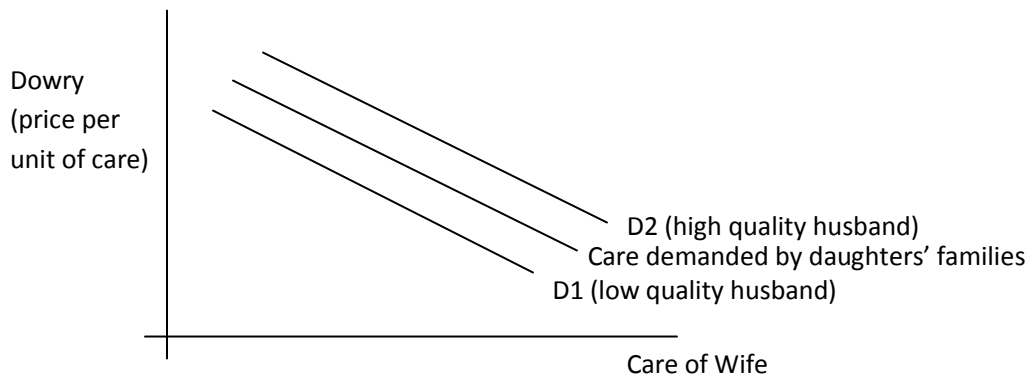 Dowry
(price per
unit of care)
D2 (high quality husband)
Care demanded by daughters’ families
D1 (low quality husband)
Care of Wife